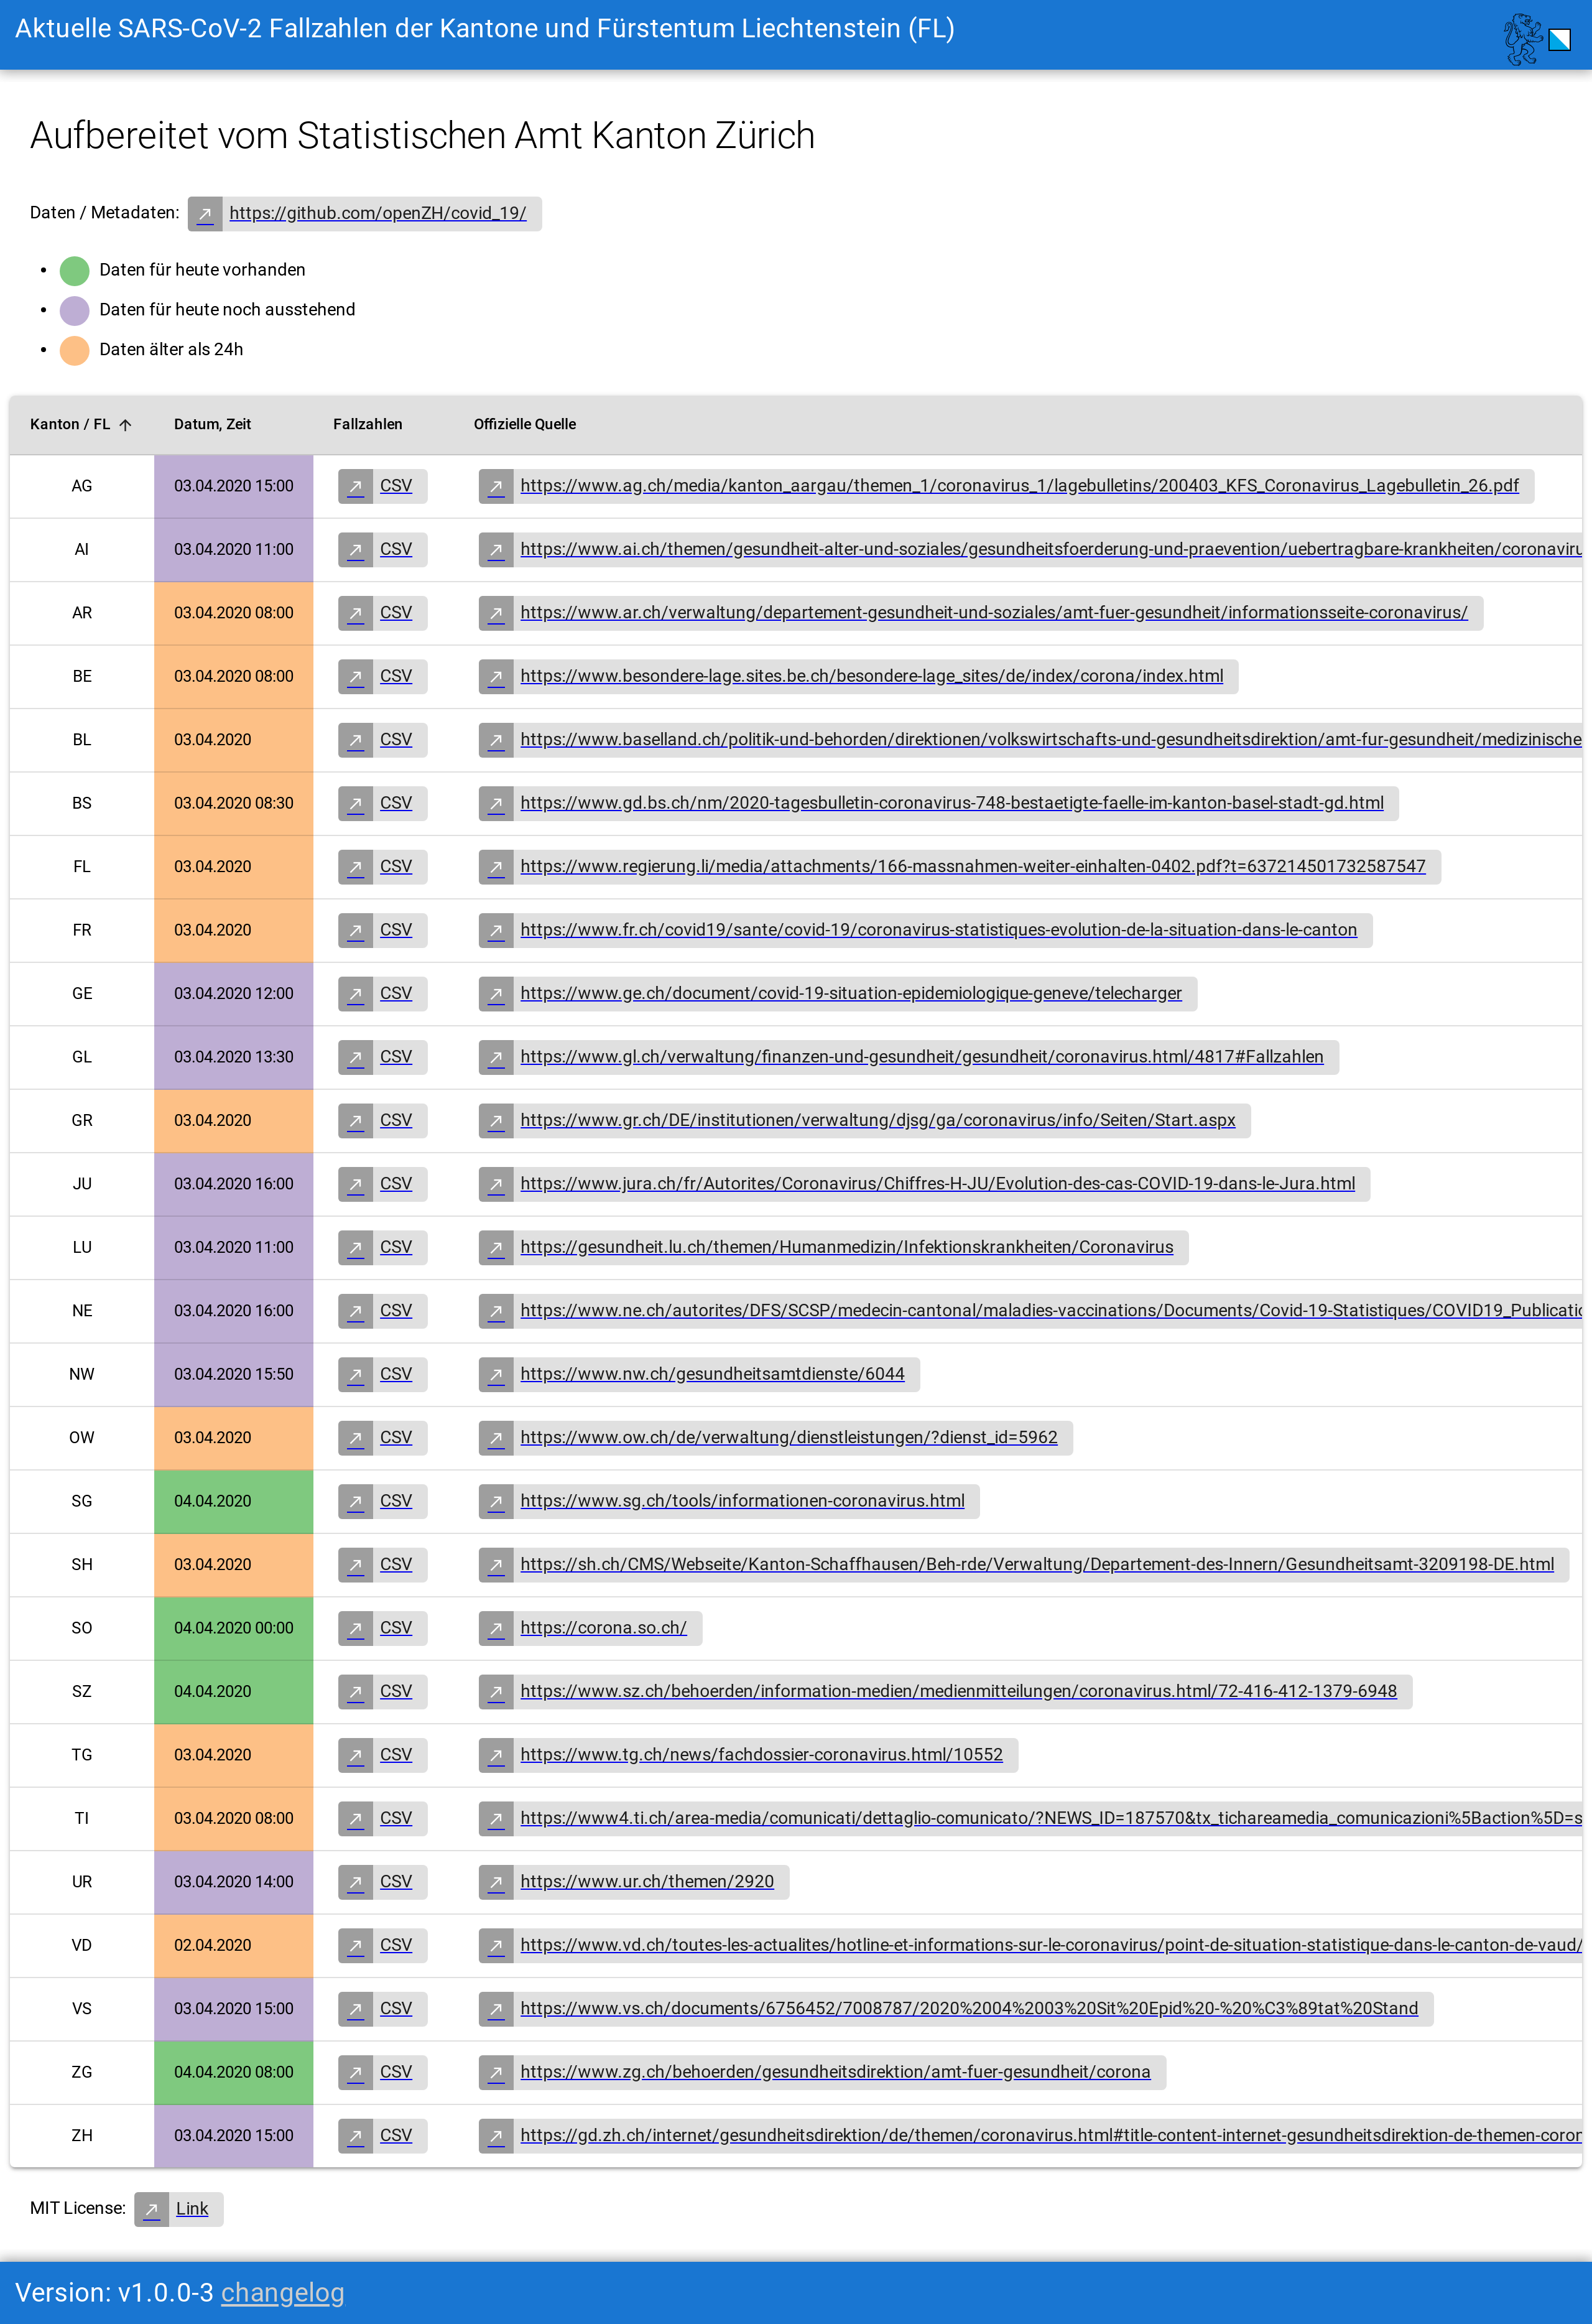 Aktuelle SARS-CoV-2 Fallzahlen der Kantone und Fürstentum Liechtenstein (FL)
Aufbereitet vom Statistischen Amt Kanton Zürich
Daten / Metadaten: https://github.com/openZH/covid_19/
Daten für heute vorhanden
Daten für heute noch ausstehend
Daten älter als 24h
Kanton / FL Datum, Zeit Fallzahlen Offizielle Quelle
AG 03.04.2020 15:00 CSV https://www.ag.ch/media/kanton_aargau/themen_1/coronavirus_1/lagebulletins/200403_KFS_Coronavirus_Lagebulletin_26.pdf
AI 03.04.2020 11:00 CSV https://www.ai.ch/themen/gesundheit-alter-und-soziales/gesundheitsfoerderung-und-praevention/uebertragbare-krankheiten/coronaviru
AR 03.04.2020 08:00 CSV https://www.ar.ch/verwaltung/departement-gesundheit-und-soziales/amt-fuer-gesundheit/informationsseite-coronavirus/
BE 03.04.2020 08:00 CSV https://www.besondere-lage.sites.be.ch/besondere-lage_sites/de/index/corona/index.html
BL 03.04.2020 CSV https://www.baselland.ch/politik-und-behorden/direktionen/volkswirtschafts-und-gesundheitsdirektion/amt-fur-gesundheit/medizinische
BS 03.04.2020 08:30 CSV https://www.gd.bs.ch/nm/2020-tagesbulletin-coronavirus-748-bestaetigte-faelle-im-kanton-basel-stadt-gd.html
FL 03.04.2020 CSV https://www.regierung.li/media/attachments/166-massnahmen-weiter-einhalten-0402.pdf?t=637214501732587547
FR 03.04.2020 CSV https://www.fr.ch/covid19/sante/covid-19/coronavirus-statistiques-evolution-de-la-situation-dans-le-canton
GE 03.04.2020 12:00 CSV https://www.ge.ch/document/covid-19-situation-epidemiologique-geneve/telecharger
GL 03.04.2020 13:30 CSV https://www.gl.ch/verwaltung/finanzen-und-gesundheit/gesundheit/coronavirus.html/4817#Fallzahlen
GR 03.04.2020 CSV https://www.gr.ch/DE/institutionen/verwaltung/djsg/ga/coronavirus/info/Seiten/Start.aspx
JU 03.04.2020 16:00 CSV https://www.jura.ch/fr/Autorites/Coronavirus/Chiffres-H-JU/Evolution-des-cas-COVID-19-dans-le-Jura.html
LU 03.04.2020 11:00 CSV https://gesundheit.lu.ch/themen/Humanmedizin/Infektionskrankheiten/Coronavirus
NE 03.04.2020 16:00 CSV https://www.ne.ch/autorites/DFS/SCSP/medecin-cantonal/maladies-vaccinations/Documents/Covid-19-Statistiques/COVID19_Publicatio
NW 03.04.2020 15:50 CSV https://www.nw.ch/gesundheitsamtdienste/6044
OW 03.04.2020 CSV https://www.ow.ch/de/verwaltung/dienstleistungen/?dienst_id=5962
SG 04.04.2020 CSV https://www.sg.ch/tools/informationen-coronavirus.html
SH 03.04.2020 CSV https://sh.ch/CMS/Webseite/Kanton-Schaffhausen/Beh-rde/Verwaltung/Departement-des-Innern/Gesundheitsamt-3209198-DE.html
SO 04.04.2020 00:00 CSV https://corona.so.ch/
SZ 04.04.2020 CSV https://www.sz.ch/behoerden/information-medien/medienmitteilungen/coronavirus.html/72-416-412-1379-6948
TG 03.04.2020 CSV https://www.tg.ch/news/fachdossier-coronavirus.html/10552
TI 03.04.2020 08:00 CSV https://www4.ti.ch/area-media/comunicati/dettaglio-comunicato/?NEWS_ID=187570&tx_tichareamedia_comunicazioni%5Baction%5D=s
UR 03.04.2020 14:00 CSV https://www.ur.ch/themen/2920
VD 02.04.2020 CSV https://www.vd.ch/toutes-les-actualites/hotline-et-informations-sur-le-coronavirus/point-de-situation-statistique-dans-le-canton-de-vaud/
VS 03.04.2020 15:00 CSV https://www.vs.ch/documents/6756452/7008787/2020%2004%2003%20Sit%20Epid%20-%20%C3%89tat%20Stand
ZG 04.04.2020 08:00 CSV https://www.zg.ch/behoerden/gesundheitsdirektion/amt-fuer-gesundheit/corona
ZH 03.04.2020 15:00 CSV https://gd.zh.ch/internet/gesundheitsdirektion/de/themen/coronavirus.html#title-content-internet-gesundheitsdirektion-de-themen-coron
MIT License: Link
Version: v1.0.0-3 changelog